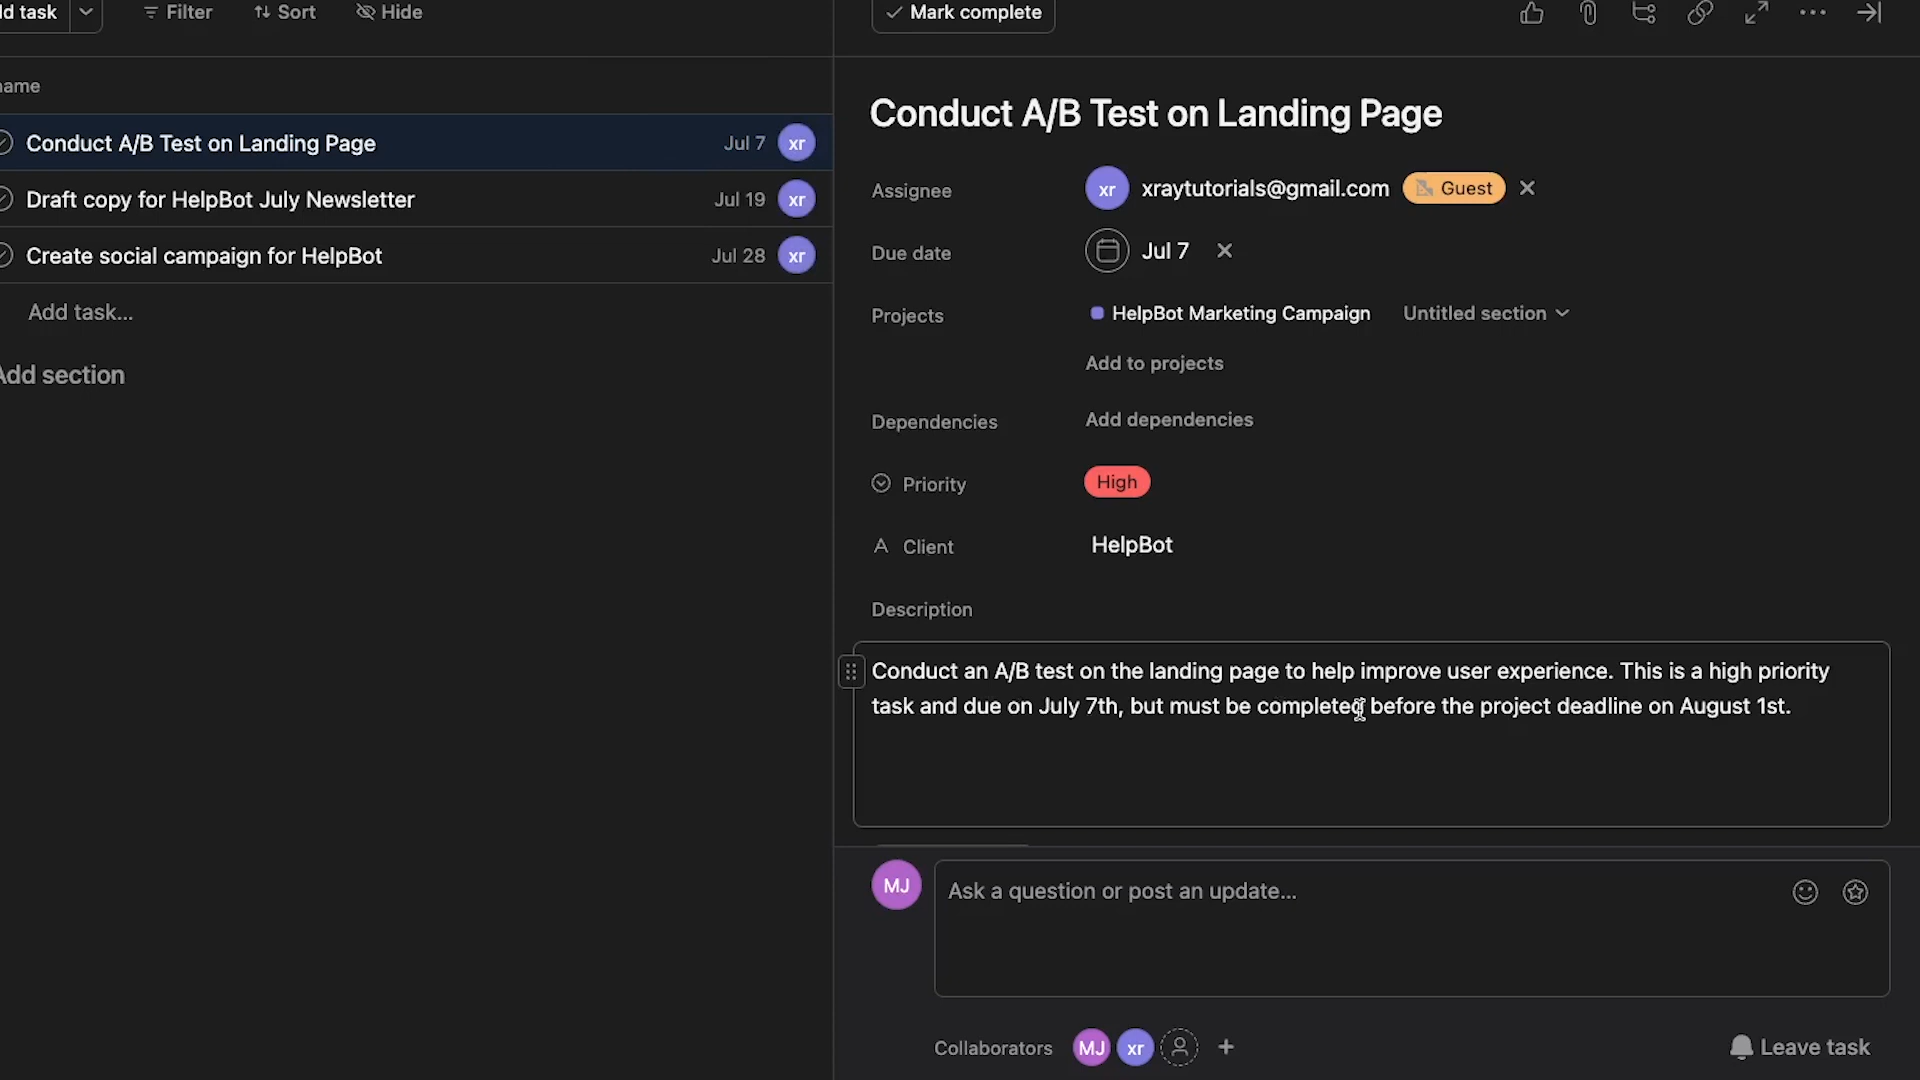 dd task
Filter
Sort
Hide
Mark complete
name
Conduct A/B Test on Landing Page
Jul 7
xr
Draft copy for HelpBot July Newsletter
Jul 19
xr
Create social campaign for HelpBot
Jul 28
xr
Add task...
Add section
Conduct A/B Test on Landing Page
Assignee
xr
xraytutorials@gmail.com
Guest
Due date
Jul 7
Projects
HelpBot Marketing Campaign
Untitled section
Add to projects
Dependencies
Add dependencies
Priority
High
A Client
HelpBot
Description
Conduct an A/B test on the landing page to help improve user experience. This is a high priority
task and due on July 7th, but must be completed before the project deadline on August 1st.
MJ
Ask a question or post an update...
Collaborators
MJ
xr
Leave task